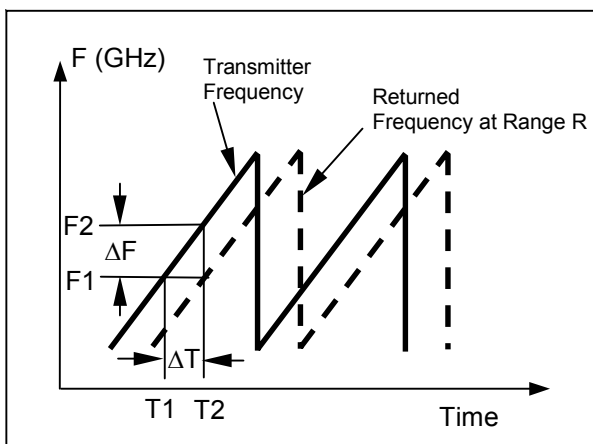 F (GHz)
Transmitter
Frequency
Returned
Frequency at Range R
F2
ΔF
F1
ΔT
T1
T2
Time